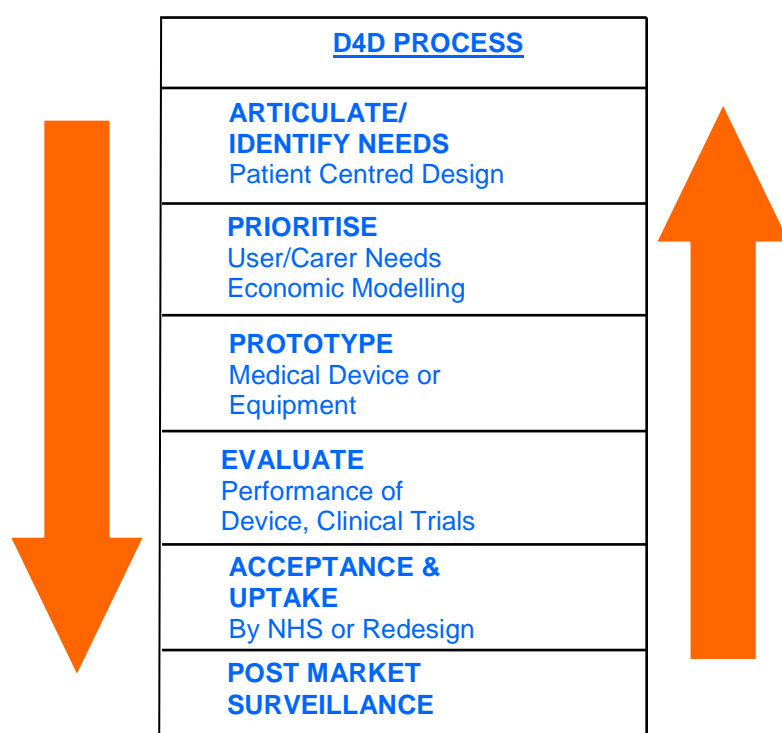 D4D PROCESS
ARTICULATE/
IDENTIFY NEEDS
Patient Centred Design
PRIORITISE
User/Carer Needs
Economic Modelling
PROTOTYPE
Medical Device or
Equipment
EVALUATE
Performance of
Device, Clinical Trials
ACCEPTANCE &
UPTAKE
By NHS or Redesign
POST MARKET
SURVEILLANCE